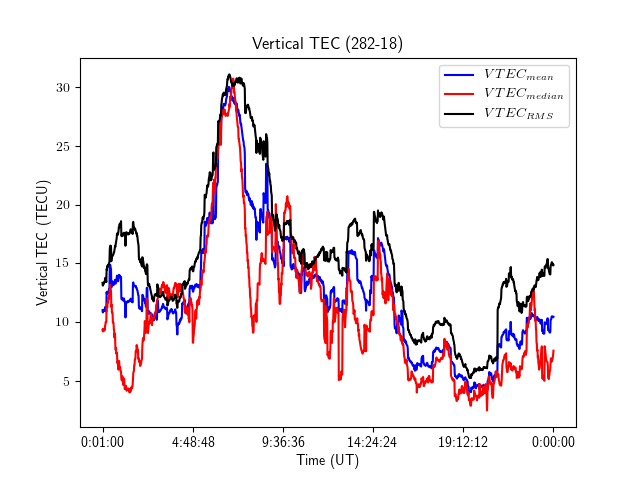 Vertical TEC (282-18)
VTEC_mean
VTEC_median
VTEC_RMS
Vertical TEC (TECU)
30
25
20
15
10
5
0:01:00 4:48:48 9:36:36 14:24:24 19:12:12 0:00:00
Time (UT)